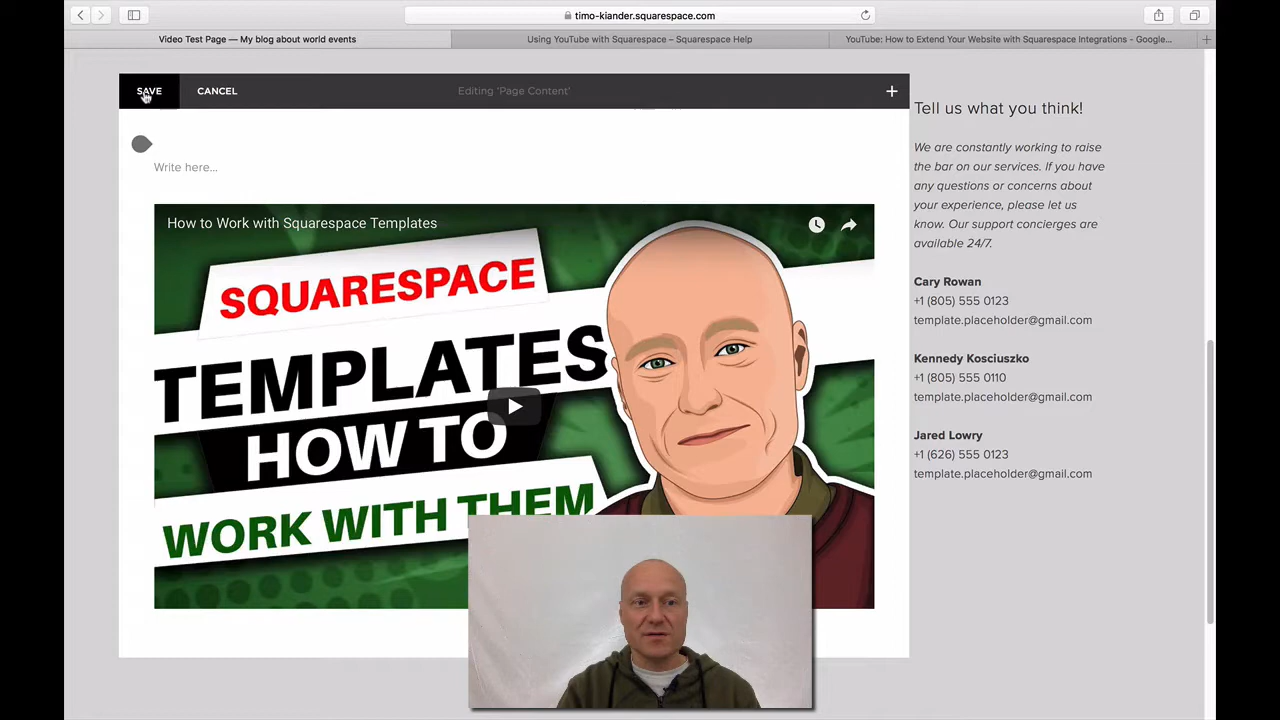 timo-kiander.squarespace.com
Video Test Page — My blog about world events
Using YouTube with Squarespace – Squarespace Help
YouTube: How to Extend Your Website with Squarespace Integrations - Google...
SAVE
CANCEL
Editing 'Page Content'
Write here...
How to Work with Squarespace Templates
SQUARESPACE
TEMPLATES
HOW TO
WORK WITH THEM
Tell us what you think!
We are constantly working to raise
the bar on our services. If you have
any questions or concerns about
your experience, please let us
know. Our support concierges are
available 24/7.
Cary Rowan
+1 (805) 555 0123
template.placeholder@gmail.com
Kennedy Kosciuszko
+1 (805) 555 0110
template.placeholder@gmail.com
Jared Lowry
+1 (626) 555 0123
template.placeholder@gmail.com